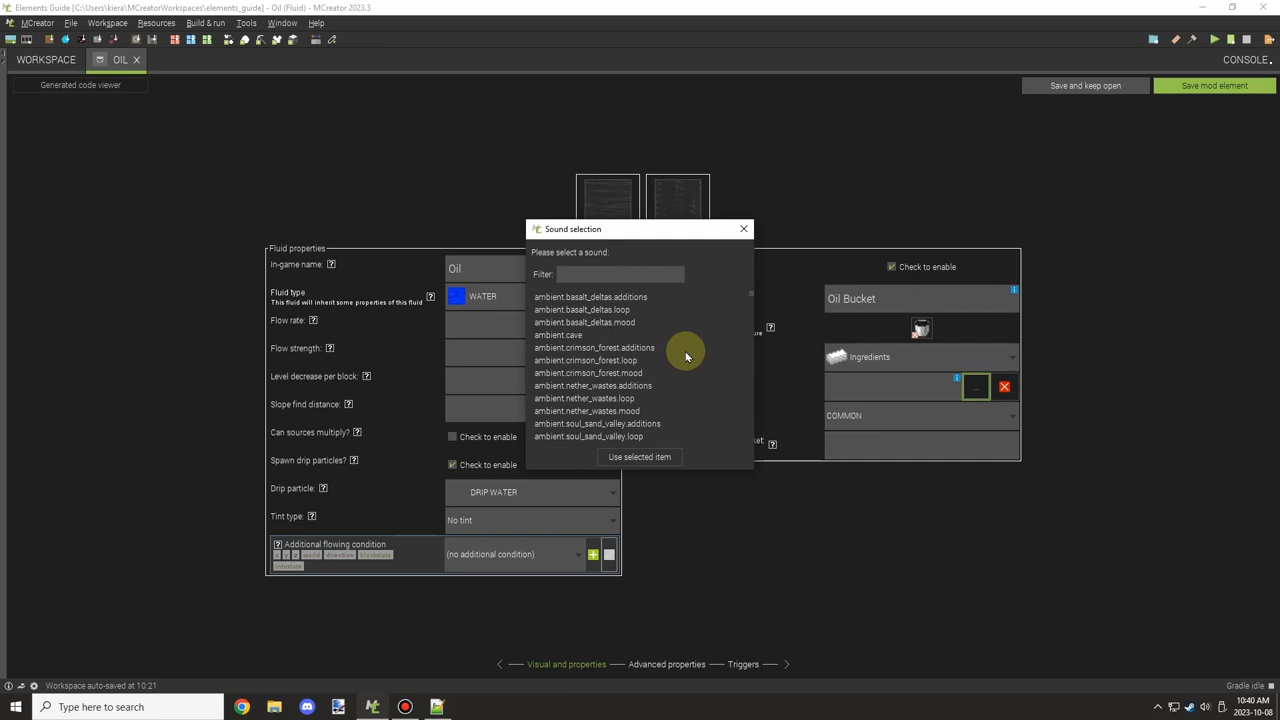 Elements Guide [C:\Users\kiera\MCreatorWorkspaces\elements_guide] - Oil (Fluid) - MCreator 2023.3
MCreator File Workspace Resources Build & run Tools Window Help
WORKSPACE OIL CONSOLE
Generated code viewer Save and keep open Save mod element
Sound selection
Please select a sound:
Filter:
ambient.basalt_deltas.additions
ambient.basalt_deltas.loop
ambient.basalt_deltas.mood
ambient.cave
ambient.crimson_forest.additions
ambient.crimson_forest.loop
ambient.crimson_forest.mood
ambient.nether_wastes.additions
ambient.nether_wastes.loop
ambient.nether_wastes.mood
ambient.soul_sand_valley.additions
ambient.soul_sand_valley.loop
Use selected item
Fluid properties
In-game name: ? Oil
Fluid type
This fluid will inherit some properties of this fluid ? WATER
Flow rate: ?
Flow strength: ?
Level decrease per block: ?
Slope find distance: ?
Can sources multiply? ? Check to enable
Spawn drip particles? ? Check to enable
Drip particle: ? DRIP WATER
Tint type: ? No tint
? Additional flowing condition (no additional condition)
x y z world direction blockstate
Check to enable
Oil Bucket
?
Ingredients
...
COMMON
?
Visual and properties Advanced properties Triggers
Workspace auto-saved at 10:21 Gradle idle
Type here to search
10:40 AM
2023-10-08